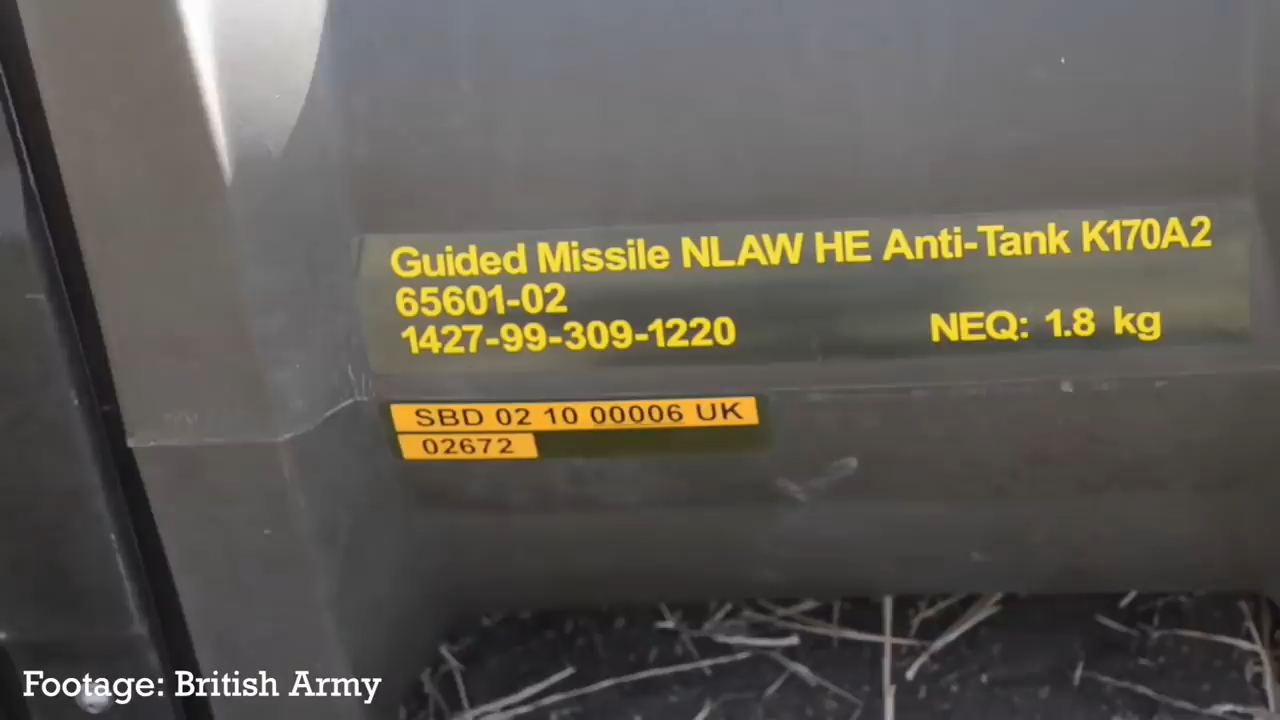 Guided Missile NLAW HE Anti-Tank K170A2
65601-02
1427-99-309-1220 NEQ: 1.8 kg
SBD 02 10 00006 UK
02672
Footage: British Army